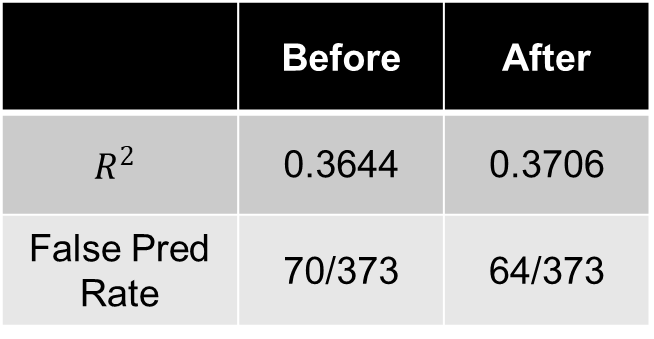 Before After
R² 0.3644 0.3706
False Pred
Rate 70/373 64/373